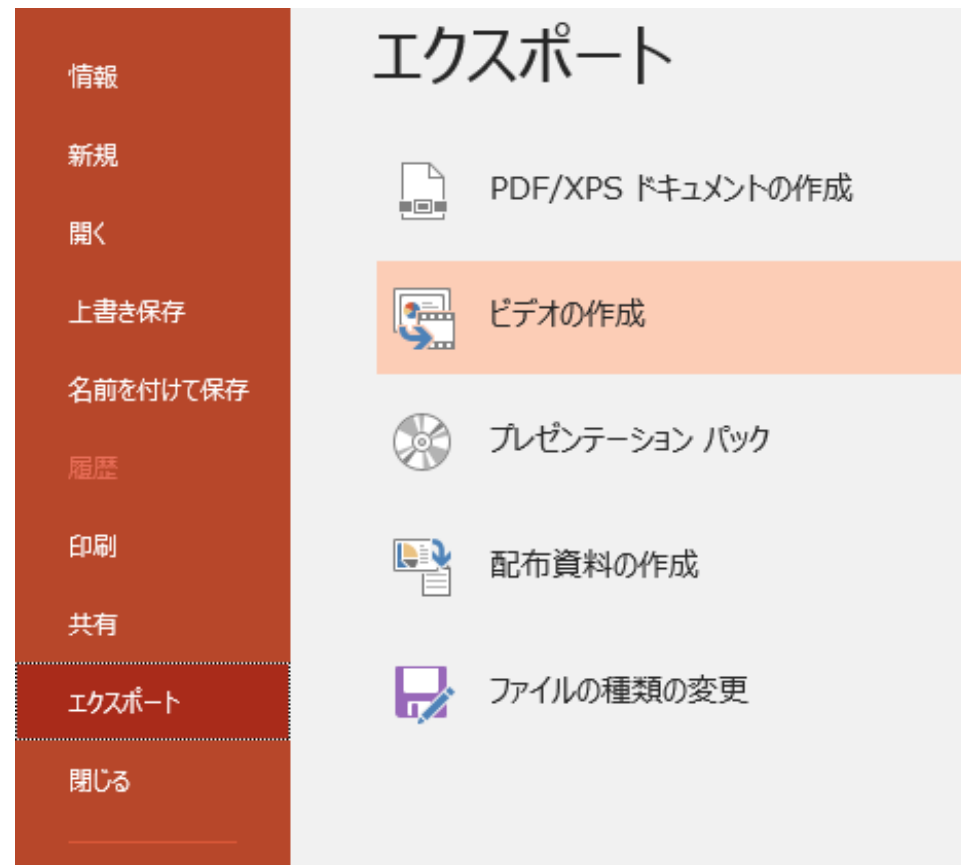 情報
新規
開く
上書き保存
名前を付けて保存
履歴
印刷
共有
エクスポート
閉じる
エクスポート
PDF/XPS ドキュメントの作成
ビデオの作成
プレゼンテーション パック
配布資料の作成
ファイルの種類の変更